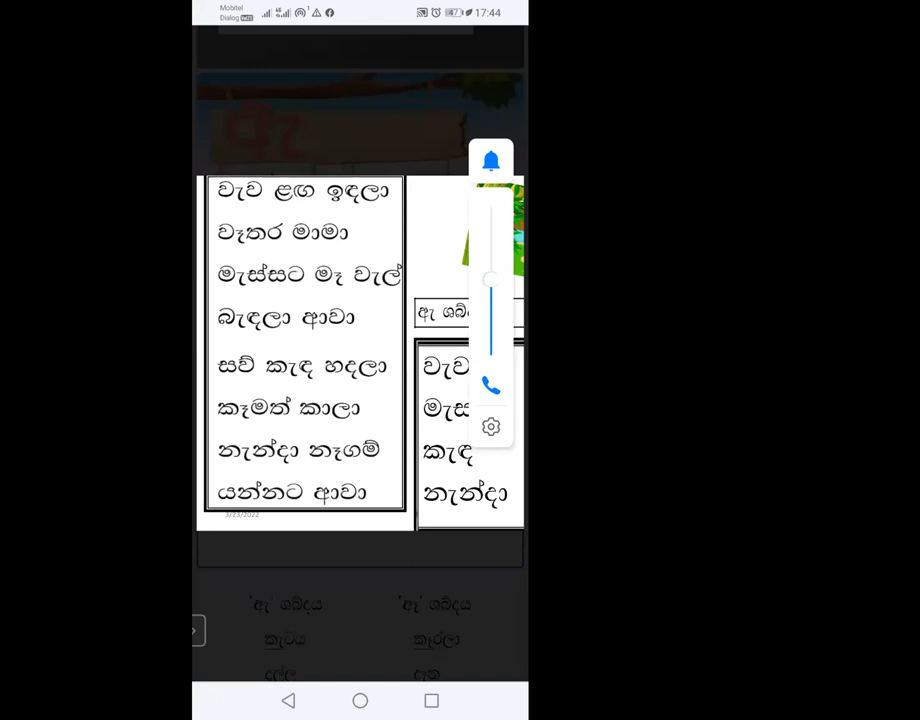 Mobitel
Dialog
17:44
වැව ළඟ ඉඳලා
වෑතර මාමා
මැස්සට මෑ වැල්
බැඳලා ආවා
සව් කැඳ හදලා
කෑමත් කාලා
නැන්දා නෑගම්
යන්නට ආවා
3/23/2022
ඇ
වැව
කැඳ
නැන්දා
'ඇ' ශබ්දය 'ඈ' ශබ්දය
කැටය කෑරලා